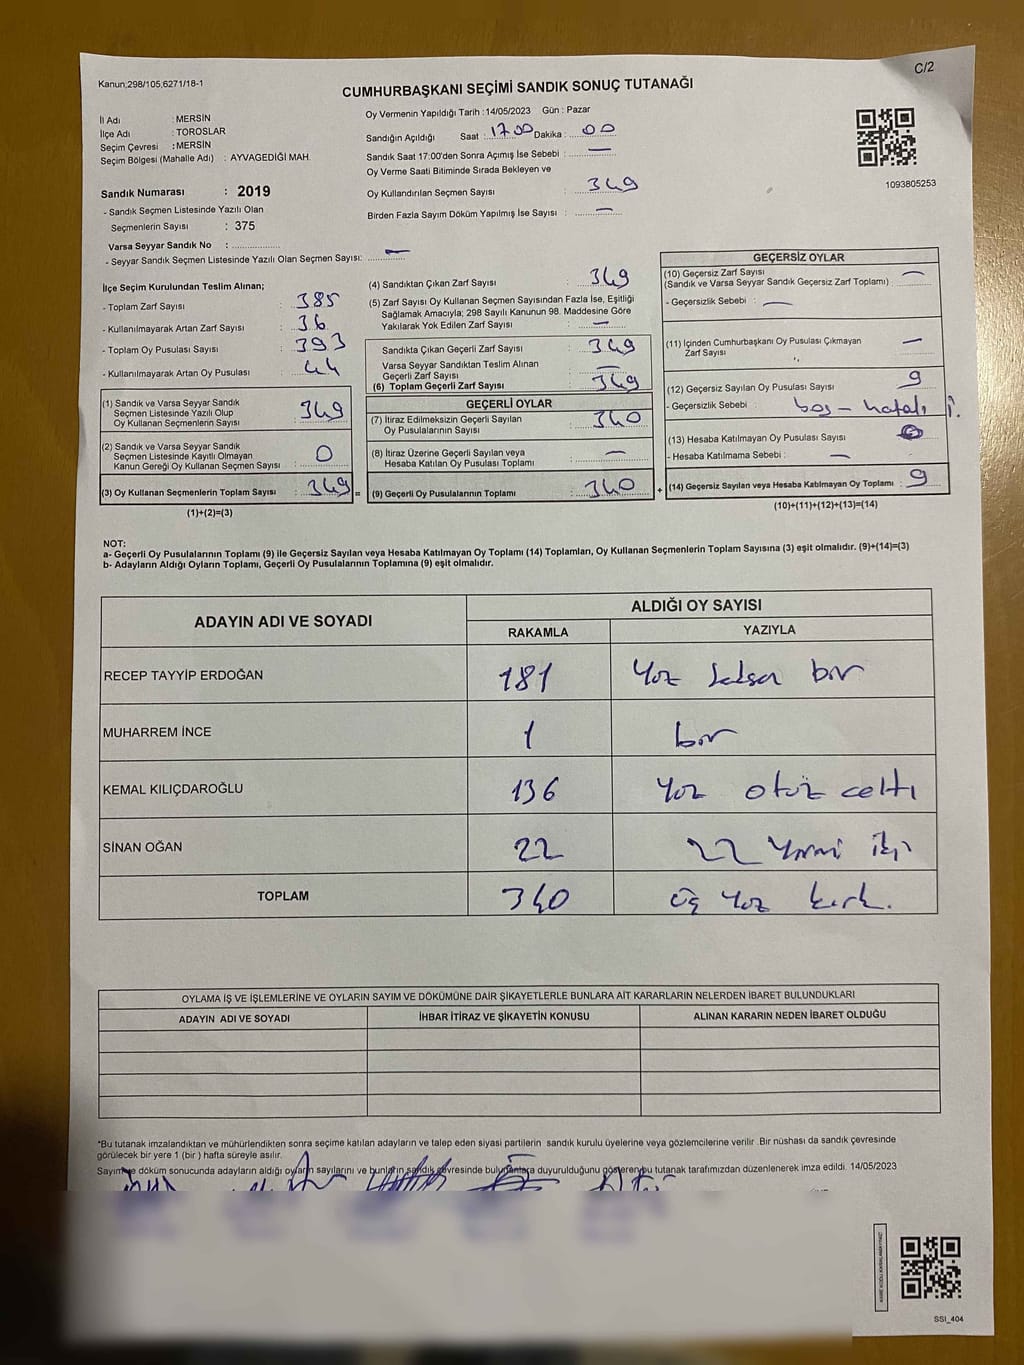 Kanun;298/105;6271/18-1
C/2
CUMHURBAŞKANI SEÇİMİ SANDIK SONUÇ TUTANAĞI
Oy Vermenin Yapıldığı Tarih :14/05/2023 Gün : Pazar
İl Adı : MERSİN
İlçe Adı : TOROSLAR
Seçim Çevresi : MERSİN
Seçim Bölgesi (Mahalle Adı) : AYVAGEDİĞİ MAH.
Sandık Numarası : 2019
- Sandık Seçmen Listesinde Yazılı Olan
Seçmenlerin Sayısı : 375
Varsa Seyyar Sandık No :
- Seyyar Sandık Seçmen Listesinde Yazılı Olan Seçmen Sayısı: —
Sandığın Açıldığı Saat : 17.00 Dakika : 00
Sandık Saat 17:00'den Sonra Açımış İse Sebebi : —
Oy Verme Saati Bitiminde Sırada Bekleyen ve
Oy Kullandırılan Seçmen Sayısı : 349
Birden Fazla Sayım Döküm Yapılmış İse Sayısı : —
1093805253
İlçe Seçim Kurulundan Teslim Alınan;
- Toplam Zarf Sayısı : 385
- Kullanılmayarak Artan Zarf Sayısı : 36
- Toplam Oy Pusulası Sayısı : 393
- Kullanılmayarak Artan Oy Pusulası : 44
(1) Sandık ve Varsa Seyyar Sandık
Seçmen Listesinde Yazılı Olup
Oy Kullanan Seçmenlerin Sayısı : 349
(2) Sandık ve Varsa Seyyar Sandık
Seçmen Listesinde Kayıtlı Olmayan
Kanun Gereği Oy Kullanan Seçmen Sayısı : 0
(3) Oy Kullanan Seçmenlerin Toplam Sayısı : 349 =
(1)+(2)=(3)
(4) Sandıktan Çıkan Zarf Sayısı : 349
(5) Zarf Sayısı Oy Kullanan Seçmen Sayısından Fazla İse, Eşitliği
Sağlamak Amacıyla; 298 Sayılı Kanunun 98. Maddesine Göre
Yakılarak Yok Edilen Zarf Sayısı : —
Sandıkta Çıkan Geçerli Zarf Sayısı : 349
Varsa Seyyar Sandıktan Teslim Alınan
Geçerli Zarf Sayısı : —
(6) Toplam Geçerli Zarf Sayısı : 349
GEÇERLİ OYLAR
(7) İtiraz Edilmeksizin Geçerli Sayılan
Oy Pusulalarının Sayısı : 340
(8) İtiraz Üzerine Geçerli Sayılan veya
Hesaba Katılan Oy Pusulası Toplamı : —
(9) Geçerli Oy Pusulalarının Toplamı : 340 +
GEÇERSİZ OYLAR
(10) Geçersiz Zarf Sayısı : —
(Sandık ve Varsa Seyyar Sandık Geçersiz Zarf Toplamı)
- Geçersizlik Sebebi : —
(11) İçinden Cumhurbaşkanı Oy Pusulası Çıkmayan
Zarf Sayısı : —
(12) Geçersiz Sayılan Oy Pusulası Sayısı : 9
- Geçersizlik Sebebi : boş - hatalı
(13) Hesaba Katılmayan Oy Pusulası Sayısı :
- Hesaba Katılmama Sebebi : —
(14) Geçersiz Sayılan veya Hesaba Katılmayan Oy Toplamı : 9
(10)+(11)+(12)+(13)=(14)
NOT:
a- Geçerli Oy Pusulalarının Toplamı (9) ile Geçersiz Sayılan veya Hesaba Katılmayan Oy Toplamı (14) Toplamları, Oy Kullanan Seçmenlerin Toplam Sayısına (3) eşit olmalıdır. (9)+(14)=(3)
b- Adayların Aldığı Oyların Toplamı, Geçerli Oy Pusulalarının Toplamına (9) eşit olmalıdır.
ADAYIN ADI VE SOYADI
ALDIĞI OY SAYISI
RAKAMLA YAZIYLA
RECEP TAYYİP ERDOĞAN 181 Yüz seksen bir
MUHARREM İNCE 1 bir
KEMAL KILIÇDAROĞLU 136 Yüz otuz altı
SİNAN OĞAN 22 22 Yirmi iki
TOPLAM 340 Üç Yüz kırk.
OYLAMA İŞ VE İŞLEMLERİNE VE OYLARIN SAYIM VE DÖKÜMÜNE DAİR ŞİKAYETLERLE BUNLARA AİT KARARLARIN NELERDEN İBARET BULUNDUKLARI
ADAYIN ADI VE SOYADI İHBAR İTİRAZ VE ŞİKAYETİN KONUSU ALINAN KARARIN NEDEN İBARET OLDUĞU
*Bu tutanak imzalandıktan ve mühürlendikten sonra seçime katılan adayların ve talep eden siyasi partilerin sandık kurulu üyelerine veya gözlemcilerine verilir .Bir nüshası da sandık çevresinde
görülecek bir yere 1 (bir ) hafta süreyle asılır.
Sayım ve döküm sonucunda adayların aldığı oyların sayılarını ve bunların sandık çevresinde bulunanlara duyurulduğunu gösteren bu tutanak tarafımızdan düzenlenerek imza edildi. 14/05/2023
SSI_404